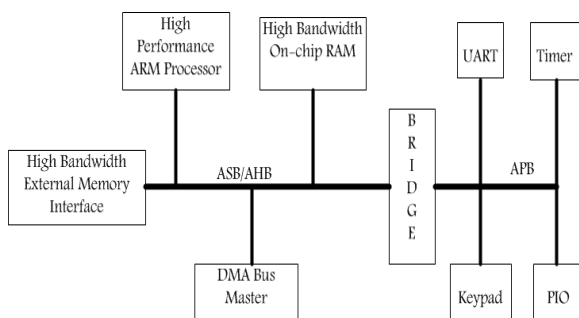 High
Performance
ARM Processor
High Bandwidth
On-chip RAM
UART
Timer
High Bandwidth
External Memory
Interface
ASB/AHB
B
R
I
D
G
E
APB
DMA Bus
Master
Keypad
PIO